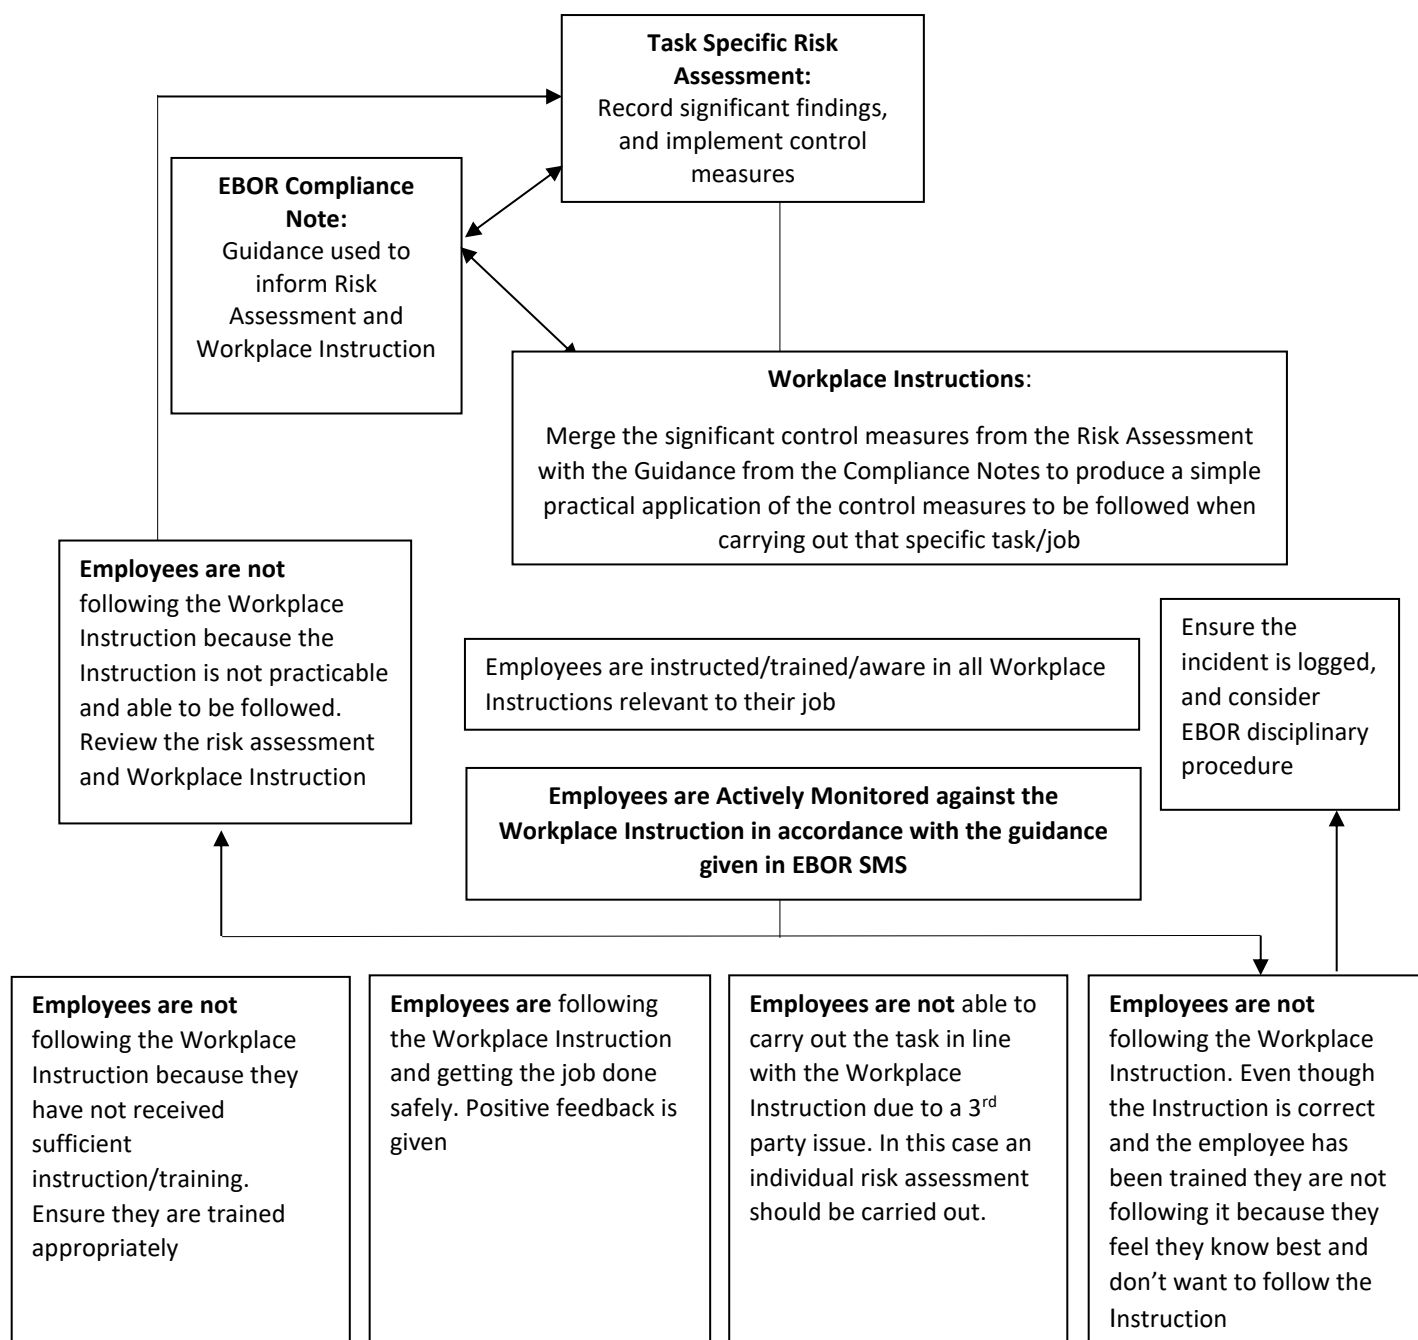 Task Specific Risk
Assessment:
Record significant findings,
and implement control
measures
EBOR Compliance
Note:
Guidance used to
inform Risk
Assessment and
Workplace Instruction
Workplace Instructions:
Merge the significant control measures from the Risk Assessment
with the Guidance from the Compliance Notes to produce a simple
practical application of the control measures to be followed when
carrying out that specific task/job
Employees are not
following the Workplace
Instruction because the
Instruction is not practicable
and able to be followed.
Review the risk assessment
and Workplace Instruction
Employees are instructed/trained/aware in all Workplace
Instructions relevant to their job
Ensure the
incident is logged,
and consider
EBOR disciplinary
procedure
Employees are Actively Monitored against the
Workplace Instruction in accordance with the guidance
given in EBOR SMS
Employees are not
following the Workplace
Instruction because they
have not received
sufficient
instruction/training.
Ensure they are trained
appropriately
Employees are following
the Workplace Instruction
and getting the job done
safely. Positive feedback is
given
Employees are not able to
carry out the task in line
with the Workplace
Instruction due to a 3rd
party issue. In this case an
individual risk assessment
should be carried out.
Employees are not
following the Workplace
Instruction. Even though
the Instruction is correct
and the employee has
been trained they are not
following it because they
feel they know best and
don’t want to follow the
Instruction